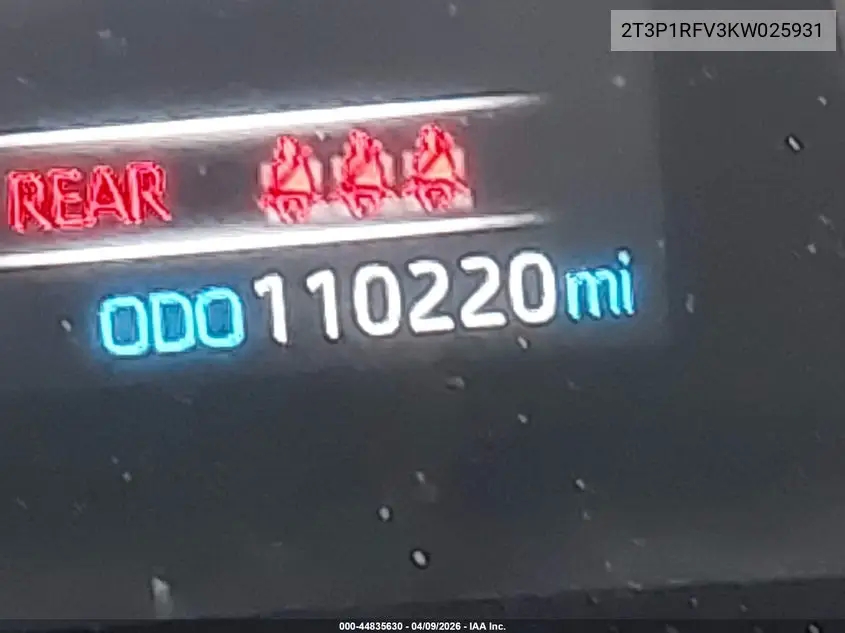 2T3P1RFV3KW025931
REAR
ODO 110220 mi
000-44835630 - 04/09/2026 - IAA Inc.